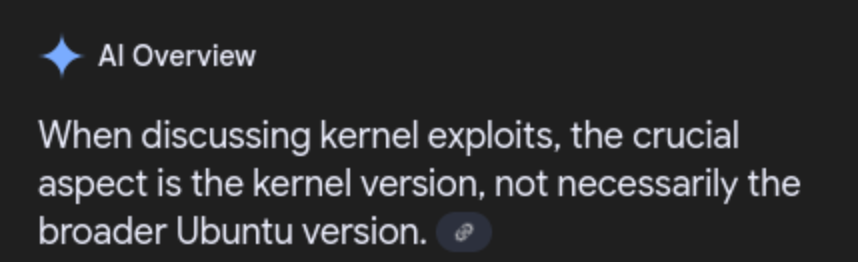 AI Overview
When discussing kernel exploits, the crucial
aspect is the kernel version, not necessarily the
broader Ubuntu version.